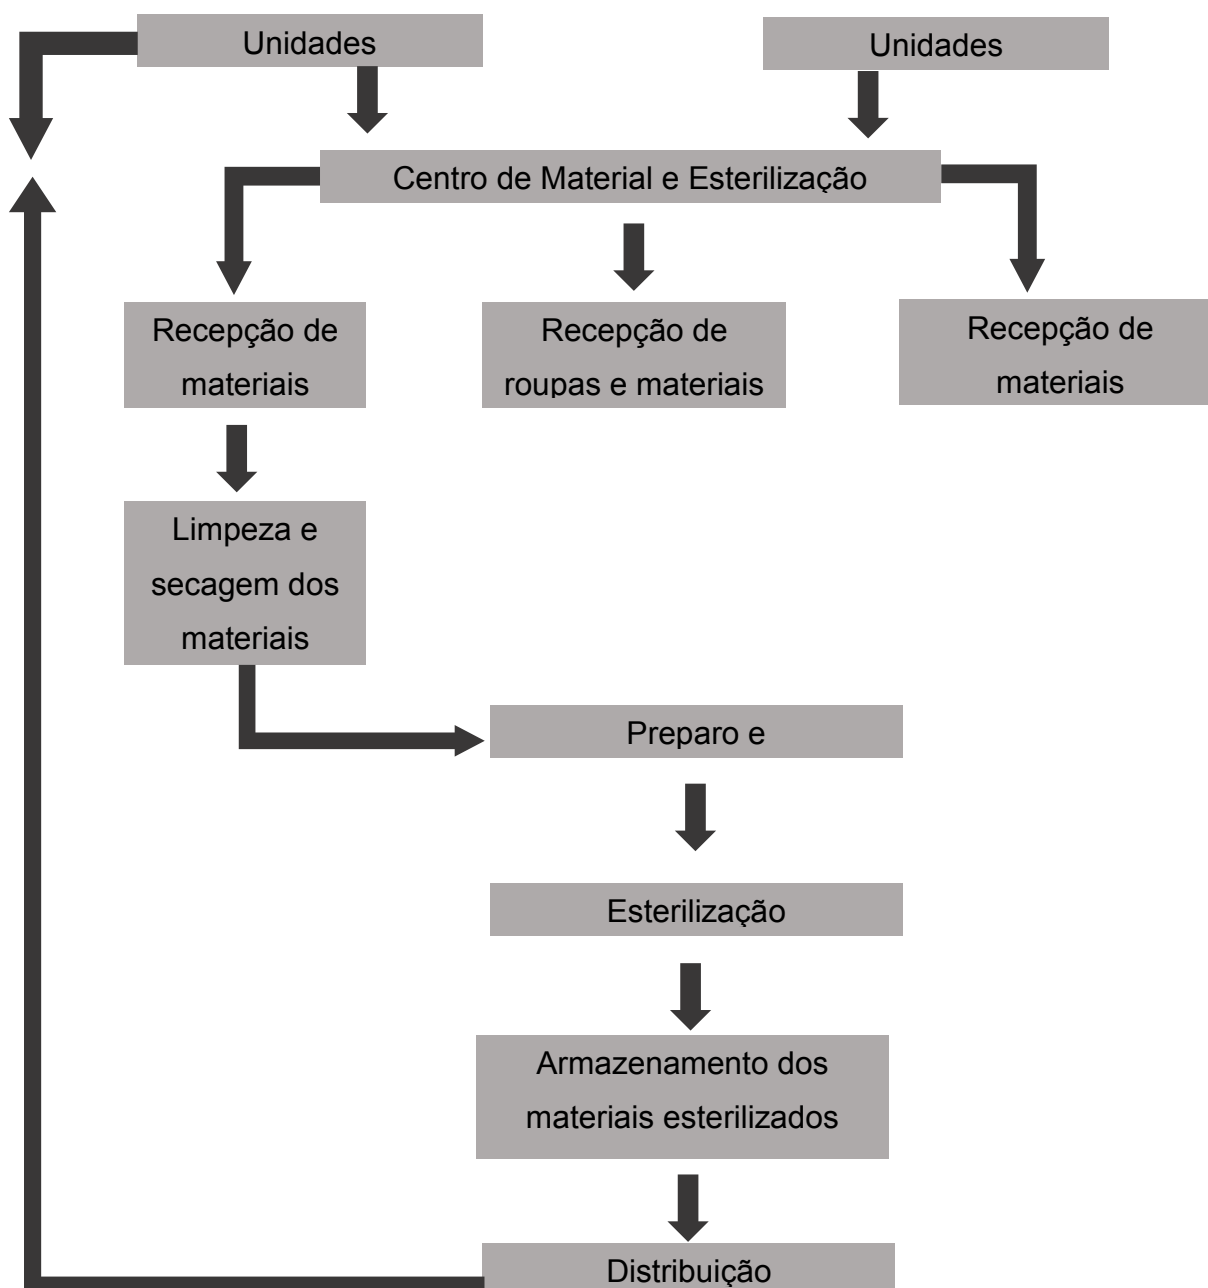 Unidades
Unidades
Centro de Material e Esterilização
Recepção de
materiais
Recepção de
roupas e materiais
Recepção de
materiais
Limpeza e
secagem dos
materiais
Preparo e
Esterilização
Armazenamento dos
materiais esterilizados
Distribuição